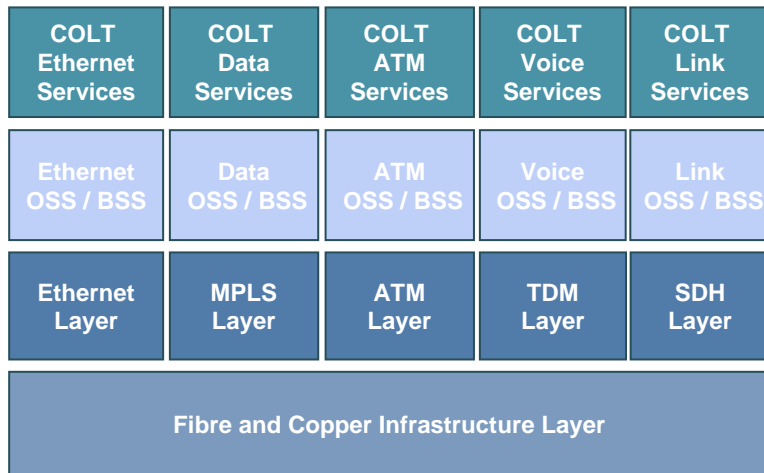 COLT
Ethernet
Services
COLT
Data
Services
COLT
ATM
Services
COLT
Voice
Services
COLT
Link
Services
Ethernet
OSS / BSS
Data
OSS / BSS
ATM
OSS / BSS
Voice
OSS / BSS
Link
OSS / BSS
Ethernet
Layer
MPLS
Layer
ATM
Layer
TDM
Layer
SDH
Layer
Fibre and Copper Infrastructure Layer